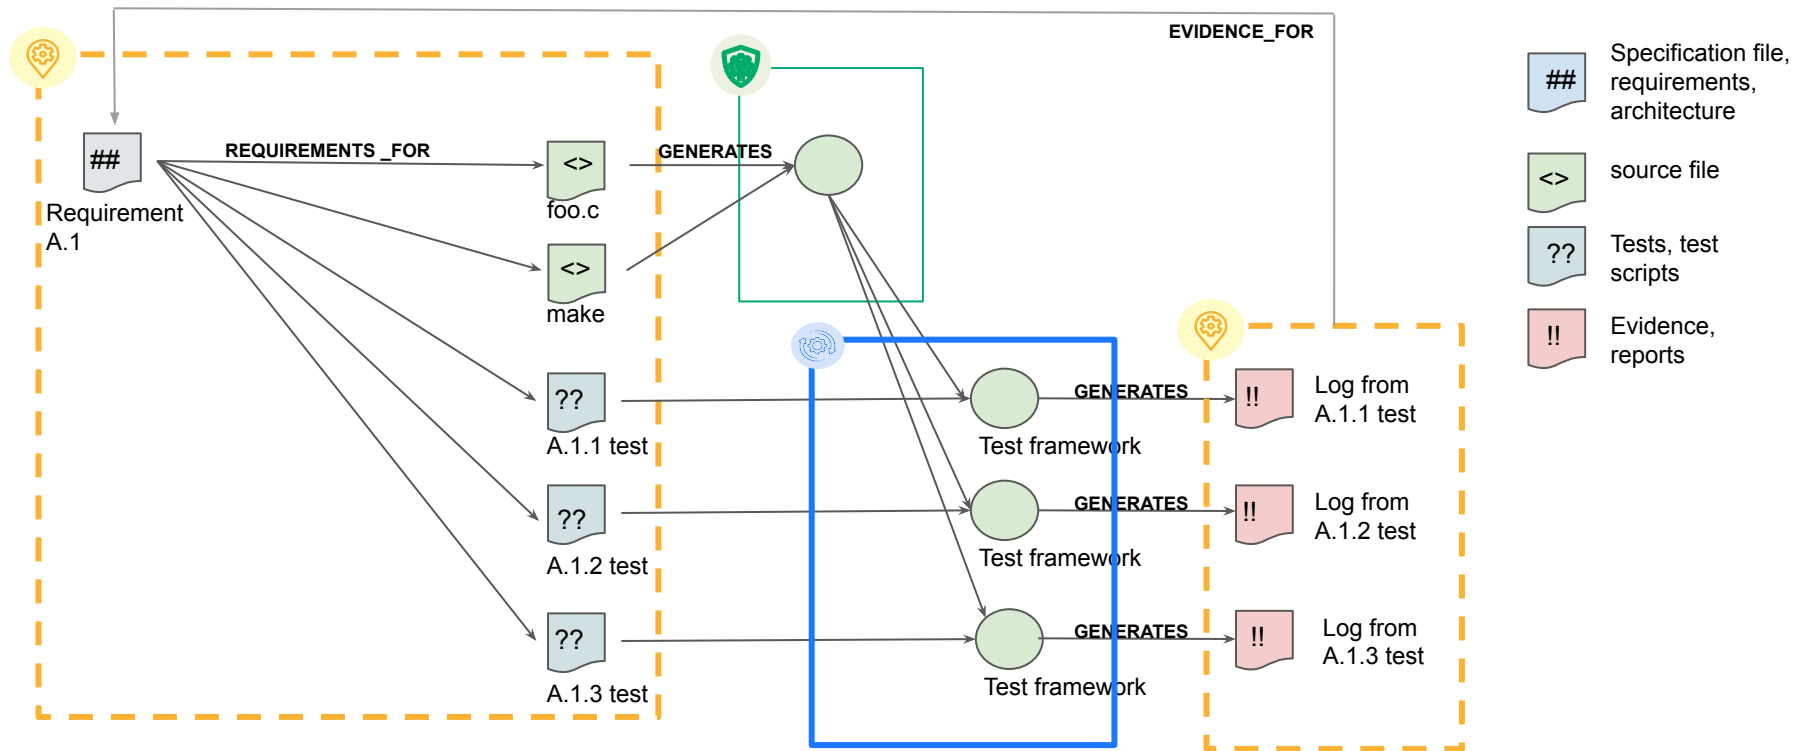 EVIDENCE_FOR
##
Requirement
A.1
REQUIREMENTS _FOR
<>
foo.c
GENERATES
<>
make
??
A.1.1 test
??
A.1.2 test
??
A.1.3 test
Test framework
GENERATES
!!
Log from
A.1.1 test
Test framework
GENERATES
!!
Log from
A.1.2 test
Test framework
GENERATES
!!
Log from
A.1.3 test
##
Specification file,
requirements,
architecture
<>
source file
??
Tests, test
scripts
!!
Evidence,
reports